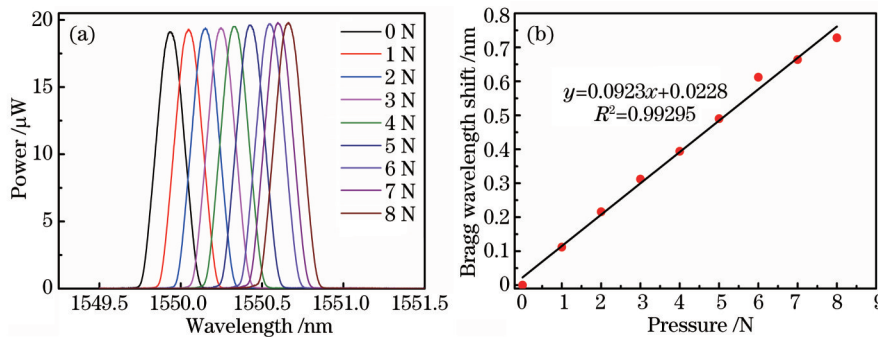 (a)
20
15
10
5
0
Power /μW
1549.5 1550.0 1550.5 1551.0 1551.5
Wavelength /nm
0 N
1 N
2 N
3 N
4 N
5 N
6 N
7 N
8 N
(b)
0.8
0.7
0.6
0.5
0.4
0.3
0.2
0.1
0
Bragg wavelength shift /nm
y=0.0923x+0.0228
R²=0.99295
0 1 2 3 4 5 6 7 8 9
Pressure /N